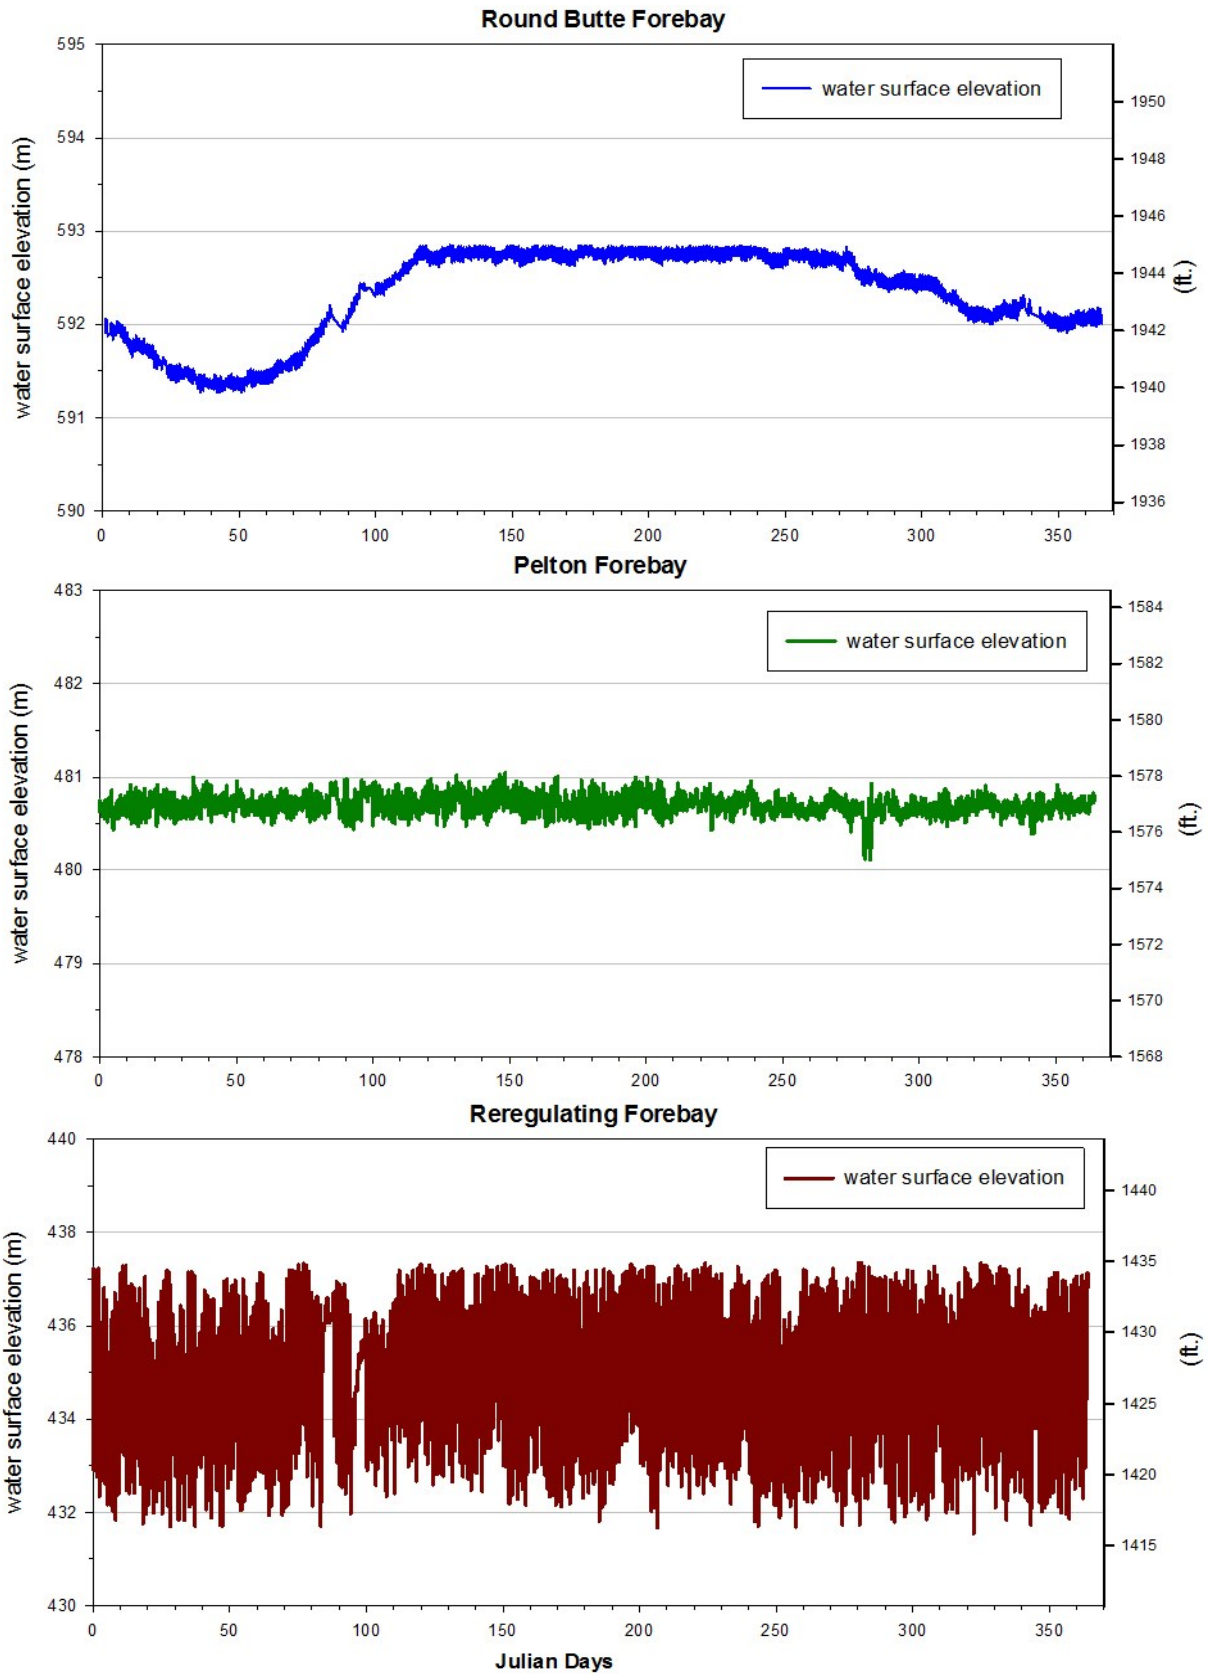 Round Butte Forebay
water surface elevation
water surface elevation (m)
(ft.)
595
594
593
592
591
590
1950
1948
1946
1944
1942
1940
1938
1936
0 50 100 150 200 250 300 350
Pelton Forebay
water surface elevation
water surface elevation (m)
(ft.)
483
482
481
480
479
478
1584
1582
1580
1578
1576
1574
1572
1570
1568
0 50 100 150 200 250 300 350
Reregulating Forebay
water surface elevation
water surface elevation (m)
(ft.)
440
438
436
434
432
430
1440
1435
1430
1425
1420
1415
0 50 100 150 200 250 300 350
Julian Days